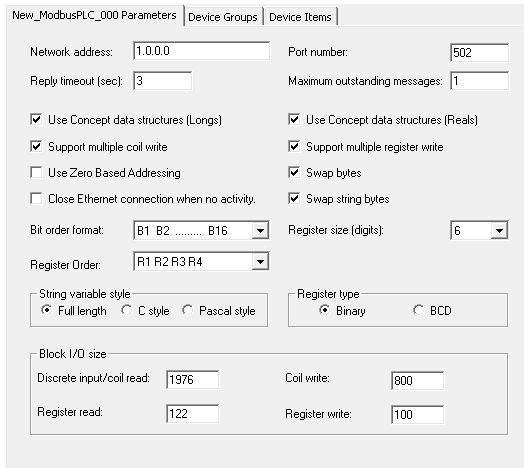 New_ModbusPLC_000 Parameters Device Groups Device Items
Network address: 1.0.0.0 Port number: 502
Reply timeout (sec): 3 Maximum outstanding messages: 1
Use Concept data structures (Longs) Use Concept data structures (Reals)
Support multiple coil write Support multiple register write
Use Zero Based Addressing Swap bytes
Close Ethernet connection when no activity. Swap string bytes
Bit order format: B1 B2 ......... B16 Register size (digits): 6
Register Order: R1 R2 R3 R4
String variable style Register type
Full length C style Pascal style Binary BCD
Block I/O size
Discrete input/coil read: 1976 Coil write: 800
Register read: 122 Register write: 100